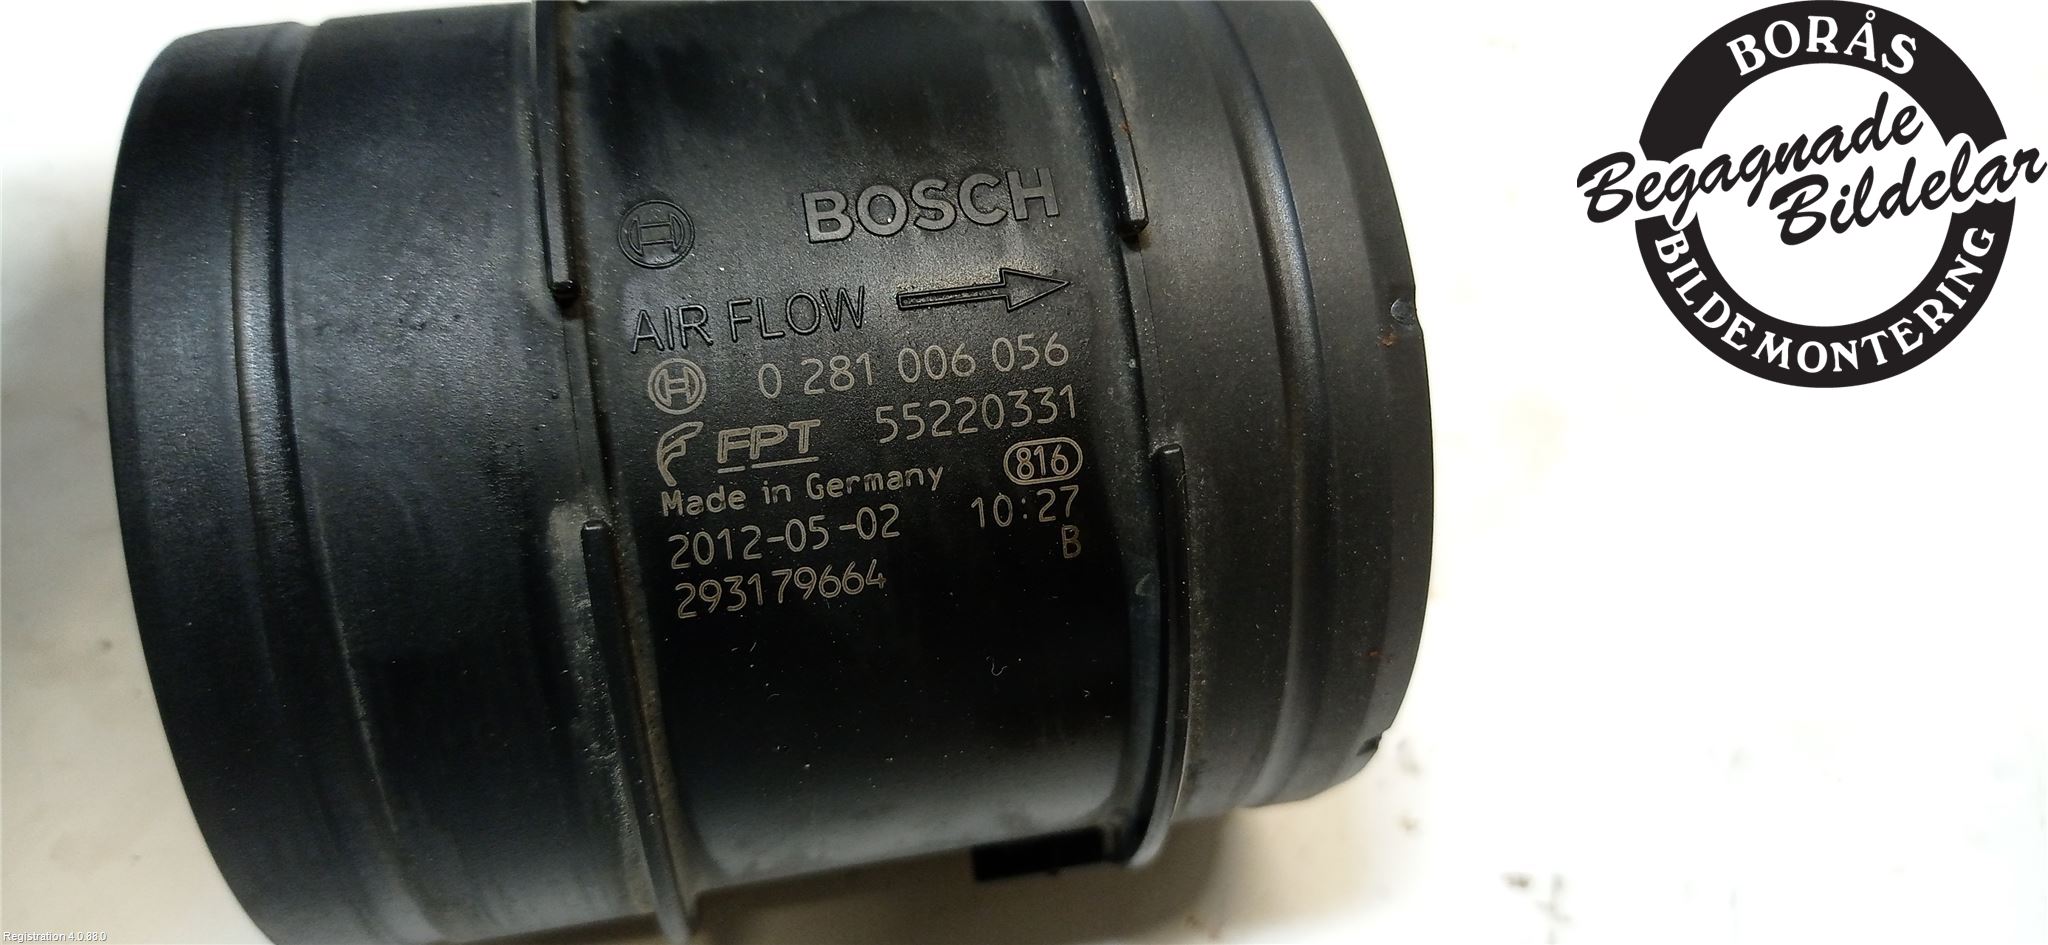 BOSCH
AIR FLOW
0 281 006 056
FPT 55220331
Made in Germany 816
2012-05-02 10:27
B
293179664
BORÅS
Begagnade
Bildelar
BILDEMONTERING
Registration 4.0.88.0